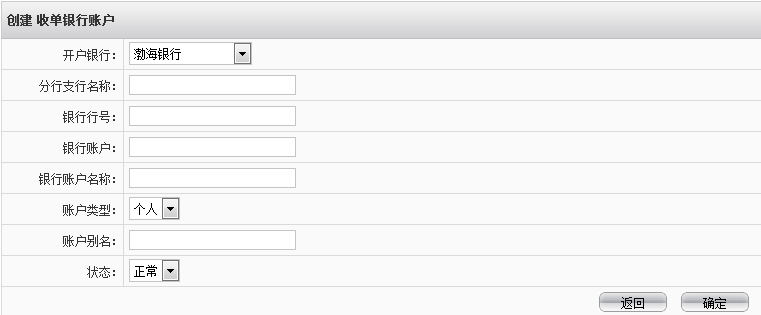 创建 收单银行账户
开户银行： 渤海银行
分行支行名称：
银行行号：
银行账户：
银行账户名称：
账户类型： 个人
账户别名：
状态： 正常
返回 确定